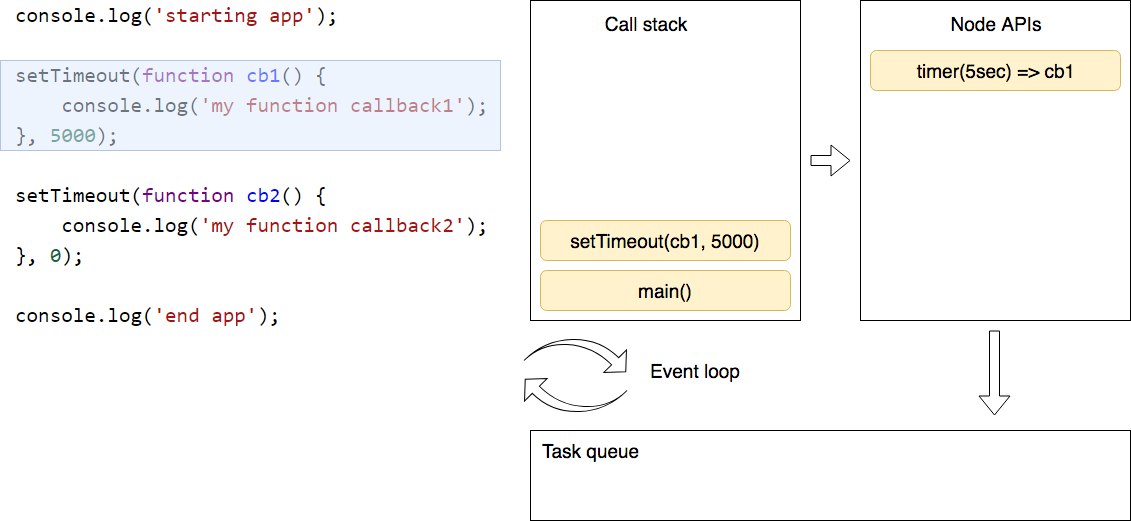 console.log('starting app');
setTimeout(function cb1() {
    console.log('my function callback1');
}, 5000);
setTimeout(function cb2() {
    console.log('my function callback2');
}, 0);
console.log('end app');
Call stack
setTimeout(cb1, 5000)
main()
Node APIs
timer(5sec) => cb1
Event loop
Task queue